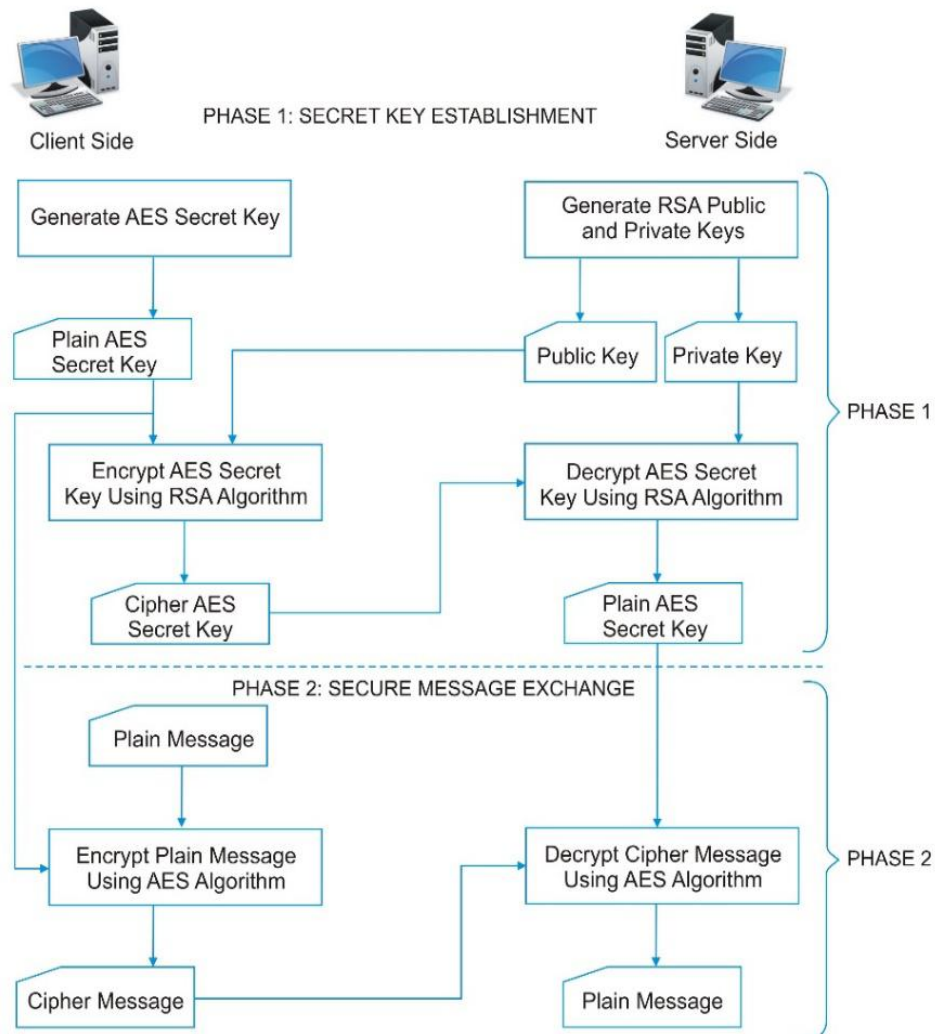 PHASE 1: SECRET KEY ESTABLISHMENT
Client Side
Server Side
Generate AES Secret Key
Generate RSA Public
and Private Keys
Plain AES
Secret Key
Public Key
Private Key
PHASE 1
Encrypt AES Secret
Key Using RSA Algorithm
Decrypt AES Secret
Key Using RSA Algorithm
Cipher AES
Secret Key
Plain AES
Secret Key
PHASE 2: SECURE MESSAGE EXCHANGE
Plain Message
Encrypt Plain Message
Using AES Algorithm
Decrypt Cipher Message
Using AES Algorithm
PHASE 2
Cipher Message
Plain Message